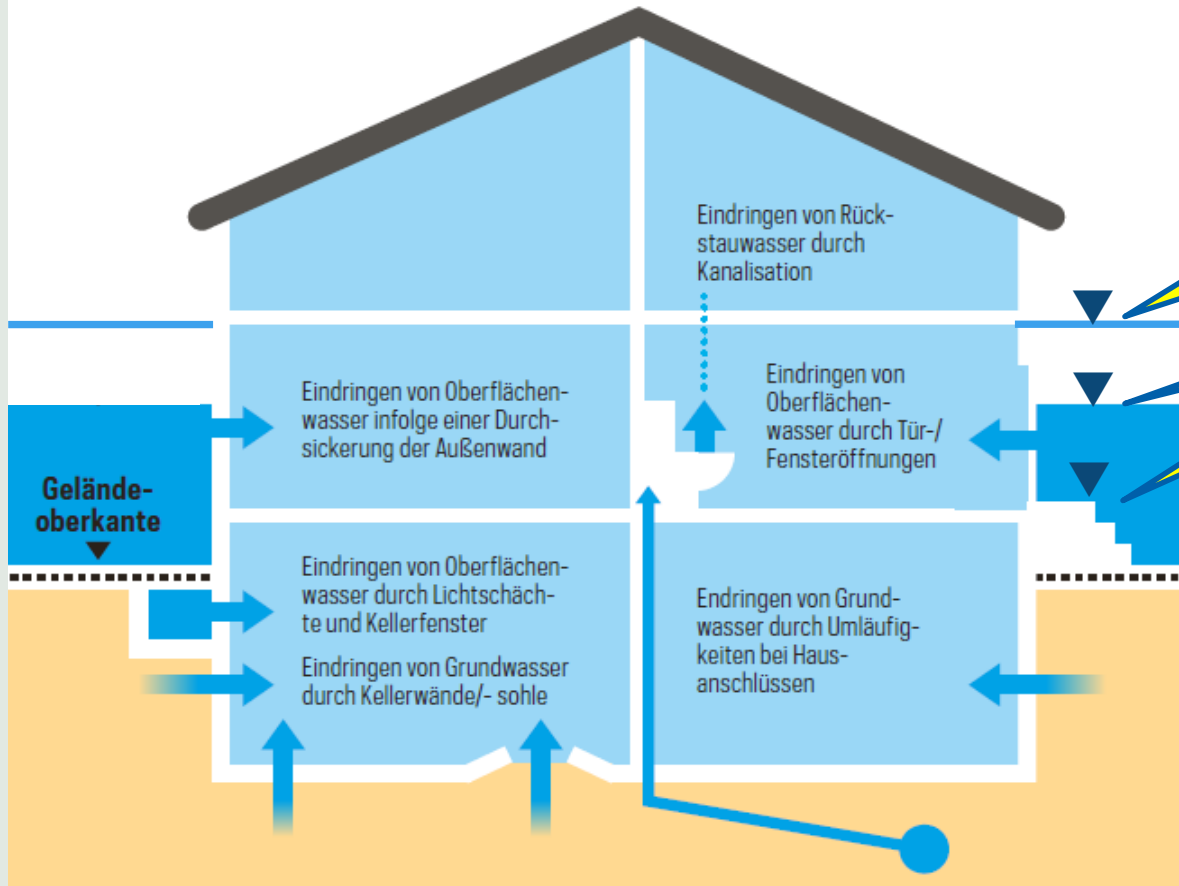 Eindringen von Rück-
stauwasser durch
Kanalisation
Eindringen von Oberflächen-
wasser infolge einer Durch-
sickerung der Außenwand
Eindringen von
Oberflächen-
wasser durch Tür-/
Fensteröffnungen
Gelände-
oberkante
Eindringen von Oberflächen-
wasser durch Lichtschäch-
te und Kellerfenster
Eindringen von Grundwasser
durch Kellerwände/- sohle
Endringen von Grund-
wasser durch Umläufig-
keiten bei Haus-
anschlüssen